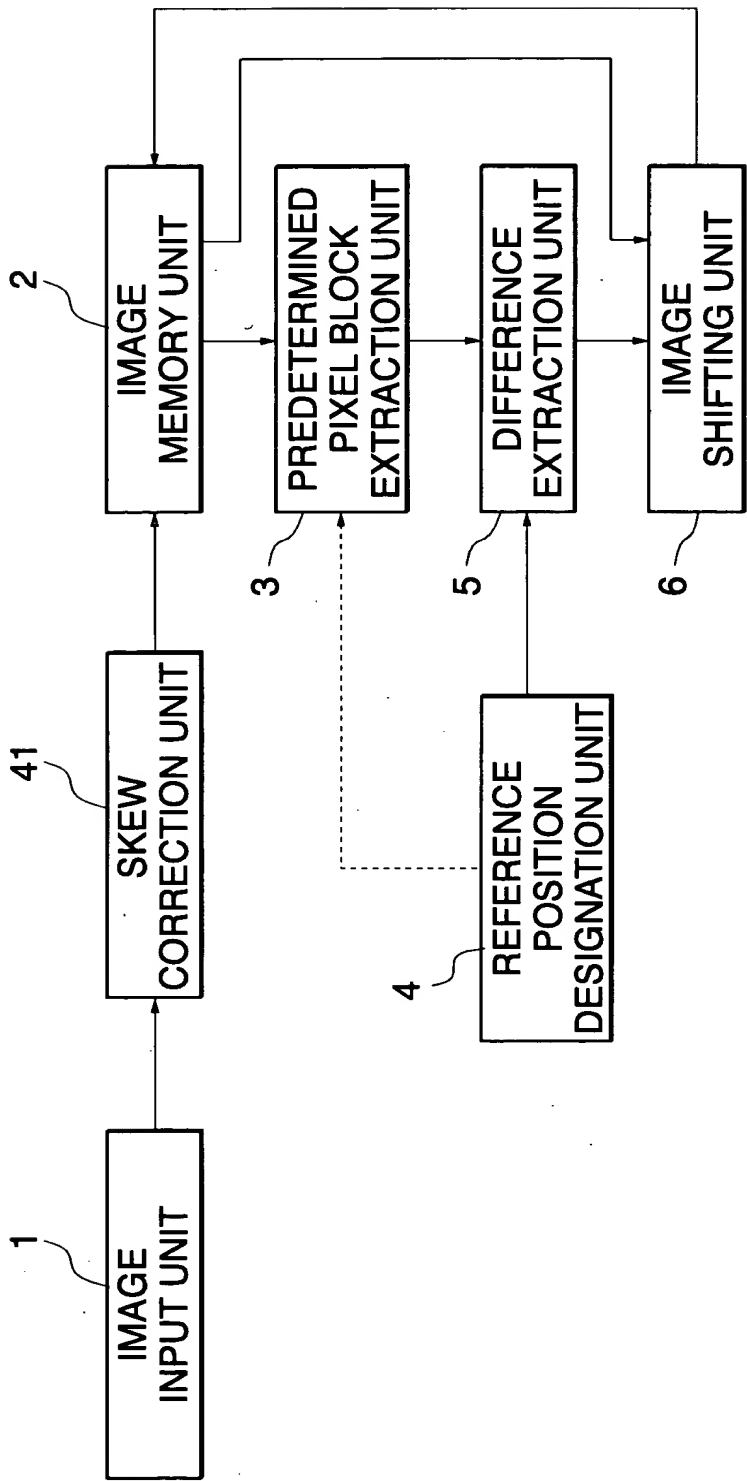 1
IMAGE
INPUT UNIT
41
SKEW
CORRECTION UNIT
2
IMAGE
MEMORY UNIT
3
PREDETERMINED
PIXEL BLOCK
EXTRACTION UNIT
4
REFERENCE
POSITION
DESIGNATION UNIT
5
DIFFERENCE
EXTRACTION UNIT
6
IMAGE
SHIFTING UNIT